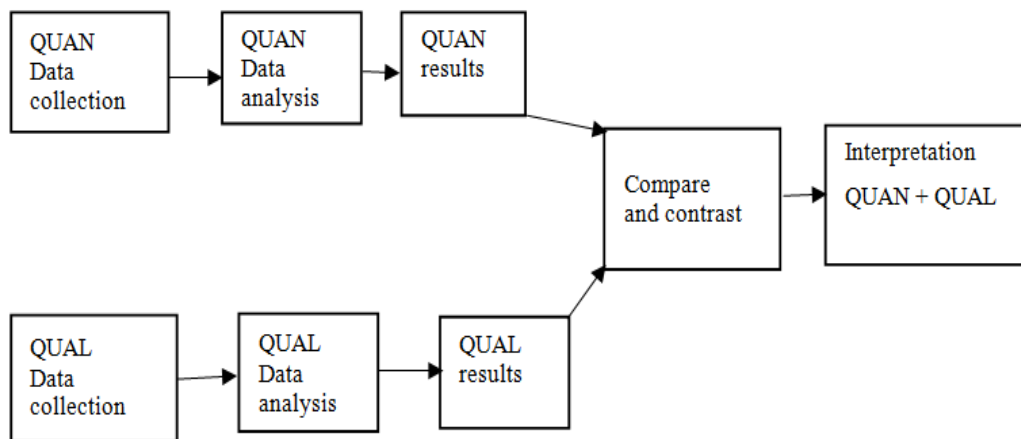 QUAN
Data
collection
QUAN
Data
analysis
QUAN
results
Compare
and contrast
Interpretation
QUAN + QUAL
QUAL
Data
collection
QUAL
Data
analysis
QUAL
results